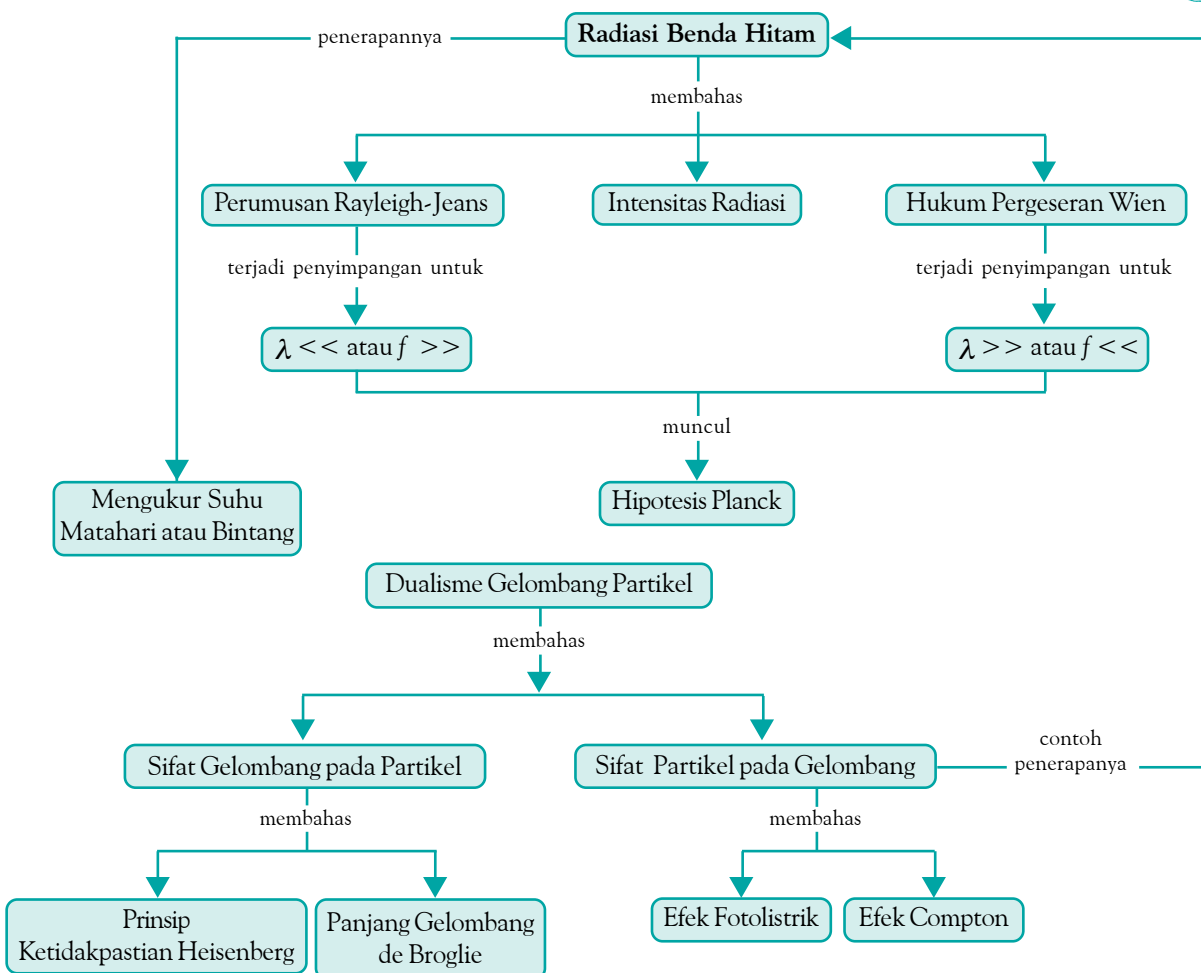 penerapannya
Radiasi Benda Hitam
membahas
Perumusan Rayleigh-Jeans
Intensitas Radiasi
Hukum Pergeseran Wien
terjadi penyimpangan untuk
terjadi penyimpangan untuk
λ << atau f >>
λ >> atau f <<
muncul
Mengukur Suhu
Matahari atau Bintang
Hipotesis Planck
Dualisme Gelombang Partikel
membahas
Sifat Gelombang pada Partikel
Sifat Partikel pada Gelombang
contoh
penerapanya
membahas
membahas
Prinsip
Ketidakpastian Heisenberg
Panjang Gelombang
de Broglie
Efek Fotolistrik
Efek Compton